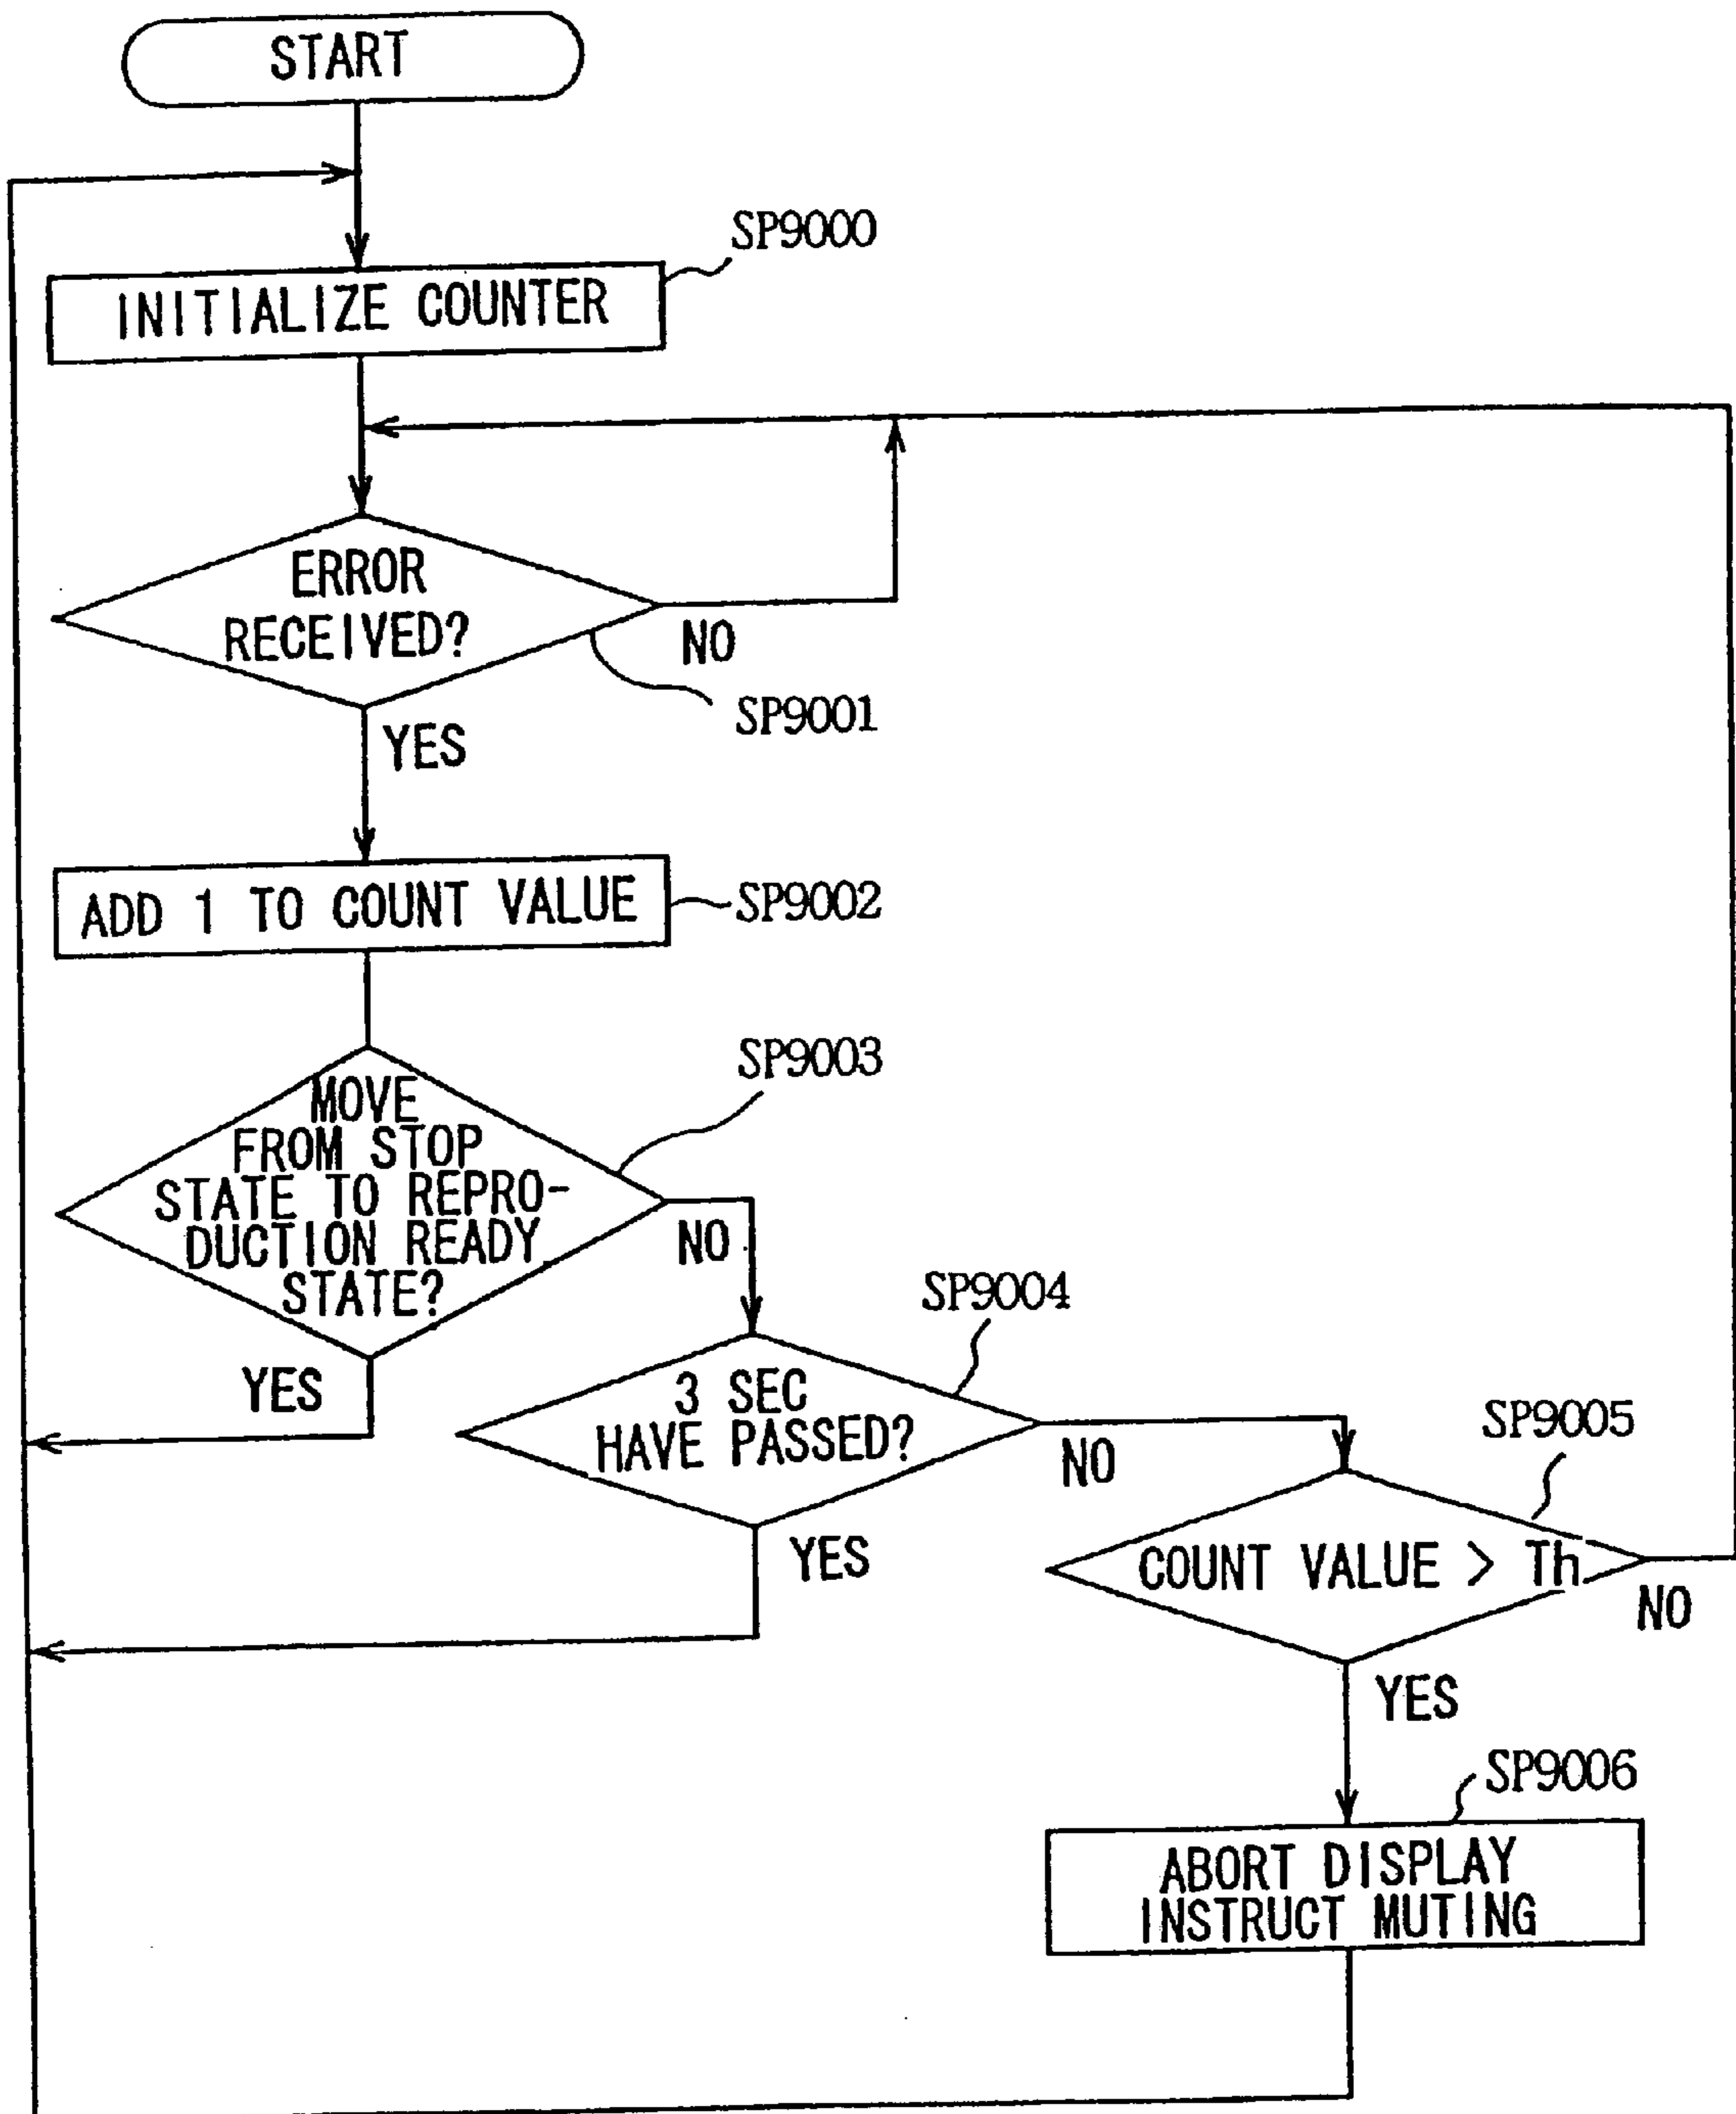 START
SP9000
INITIALIZE COUNTER
ERROR
RECEIVED?
NO
SP9001
YES
ADD 1 TO COUNT VALUE
SP9002
SP9003
MOVE
FROM STOP
STATE TO REPRO-
DUCTION READY
STATE?
NO
YES
SP9004
3 SEC
HAVE PASSED?
NO
YES
SP9005
COUNT VALUE > Th
NO
YES
SP9006
ABORT DISPLAY
INSTRUCT MUTING